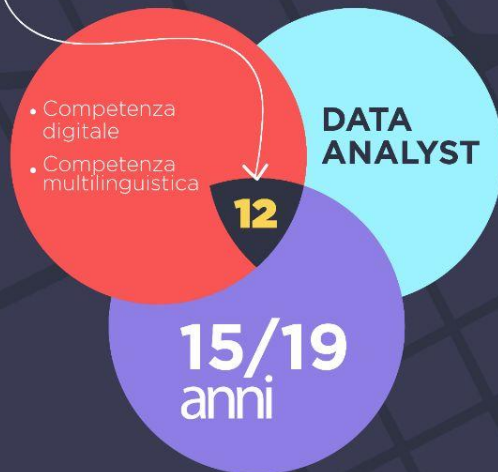 • Competenza
digitale
• Competenza
multilinguistica
DATA
ANALYST
12
15/19
anni